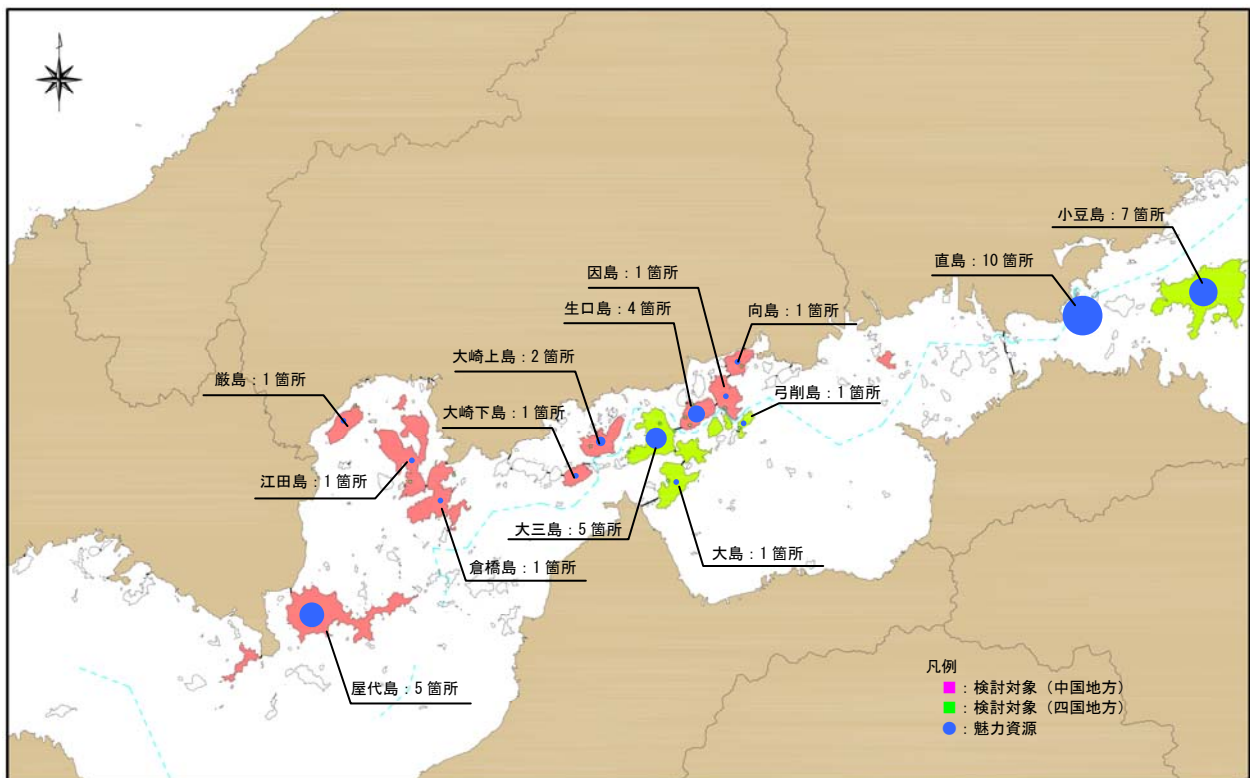 小豆島：7 箇所
直島：10 箇所
因島：1 箇所
生口島：4 箇所
向島：1 箇所
大崎上島：2 箇所
厳島：1 箇所
弓削島：1 箇所
大崎下島：1 箇所
江田島：1 箇所
大三島：5 箇所
大島：1 箇所
倉橋島：1 箇所
屋代島：5 箇所
凡例
：検討対象（中国地方）
：検討対象（四国地方）
：魅力資源